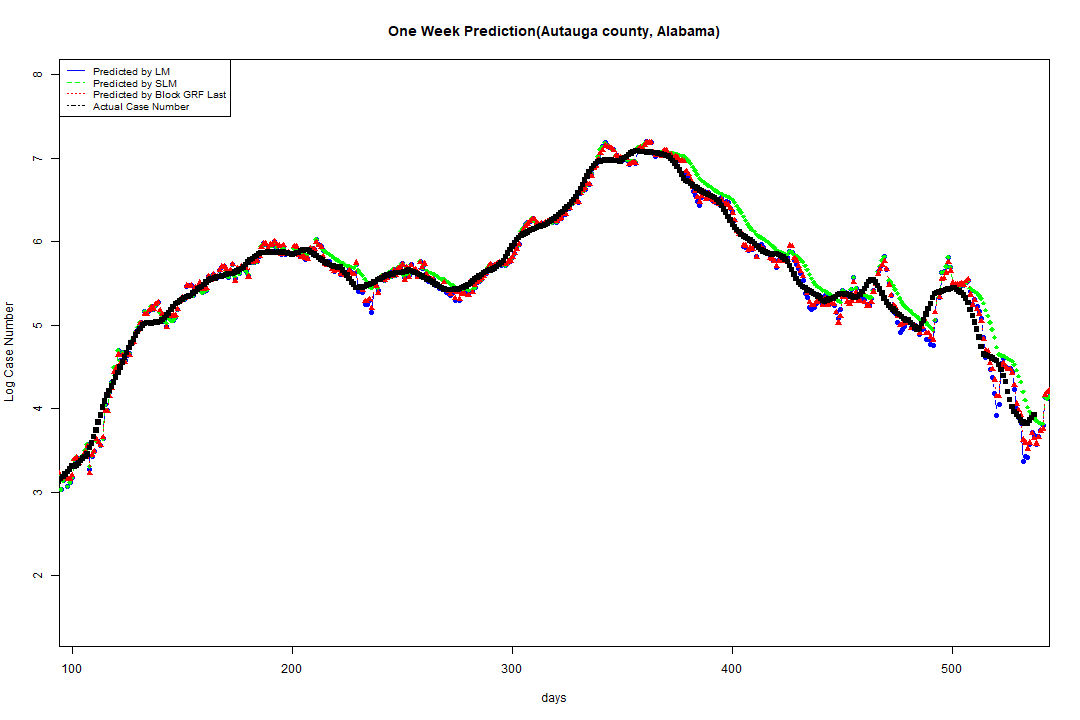 One Week Prediction(Autauga county, Alabama)
Predicted by LM
Predicted by SLM
Predicted by Block GRF Last
Actual Case Number
Log Case Number
8
7
6
5
4
3
2
100 200 300 400 500
days